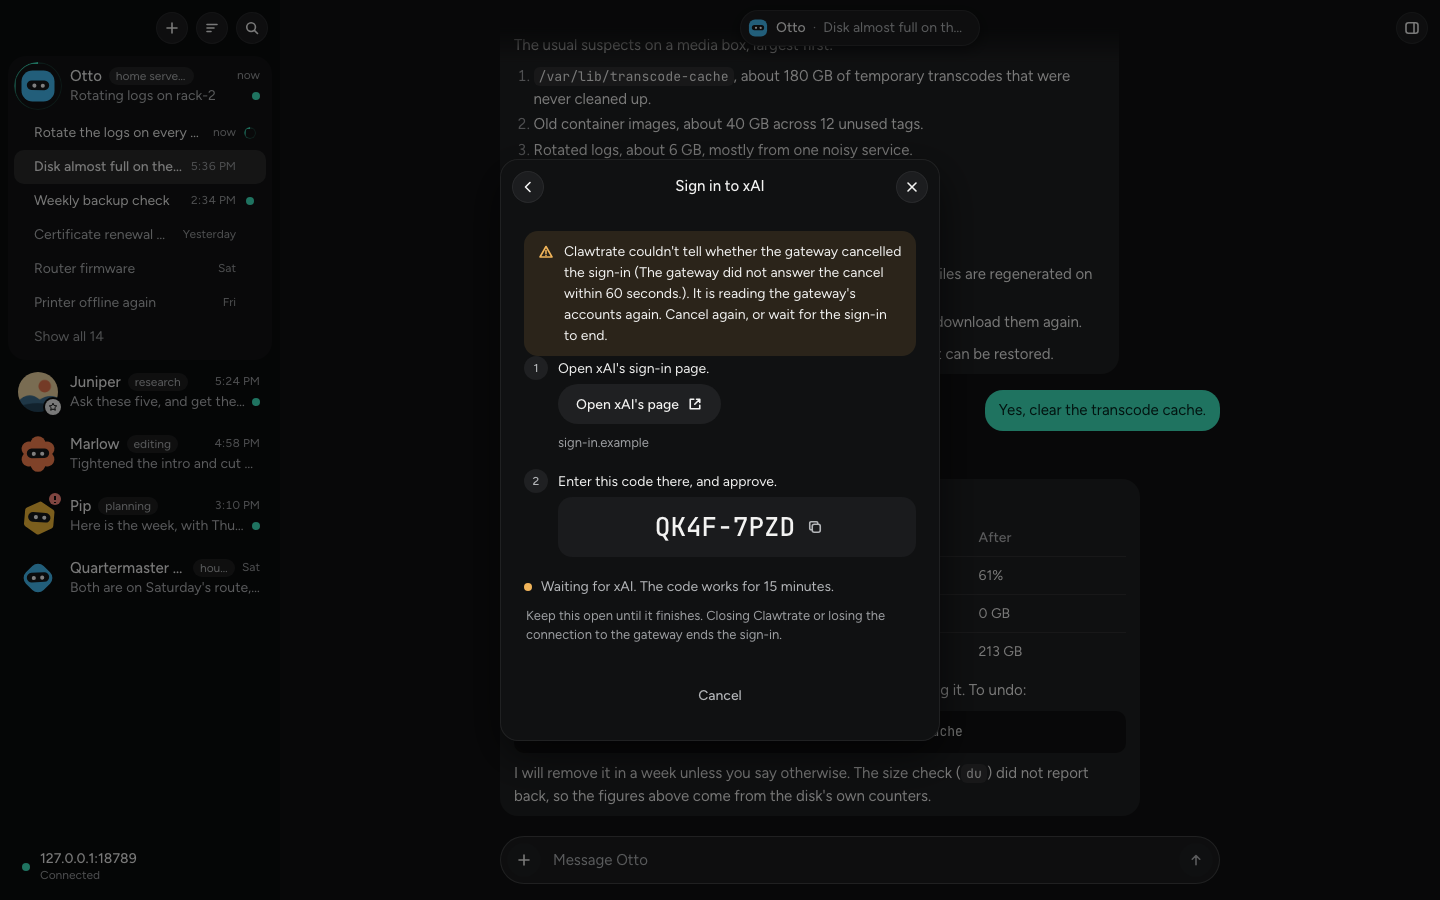 Otto · Disk almost full on th...
Otto home serve... now
Rotating logs on rack-2
Rotate the logs on every ... now
Disk almost full on the... 5:36 PM
Weekly backup check 2:34 PM
Certificate renewal ... Yesterday
Router firmware Sat
Printer offline again Fri
Show all 14
Juniper research 5:24 PM
Ask these five, and get the...
Marlow editing 4:58 PM
Tightened the intro and cut ...
Pip planning 3:10 PM
Here is the week, with Thu...
Quartermaster ... hou... Sat
Both are on Saturday's route,...
127.0.0.1:18789
Connected
The usual suspects on a media box, largest first:
1. /var/lib/transcode-cache, about 180 GB of temporary transcodes that were
never cleaned up.
2. Old container images, about 40 GB across 12 unused tags.
3. Rotated logs, about 6 GB, mostly from one noisy service.
Sign in to xAI
Clawtrate couldn't tell whether the gateway cancelled
the sign-in (The gateway did not answer the cancel
within 60 seconds.). It is reading the gateway's
accounts again. Cancel again, or wait for the sign-in
to end.
1 Open xAI's sign-in page.
Open xAI's page
sign-in.example
2 Enter this code there, and approve.
QK4F-7PZD
Waiting for xAI. The code works for 15 minutes.
Keep this open until it finishes. Closing Clawtrate or losing the
connection to the gateway ends the sign-in.
Cancel
are regenerated on
download them again.
can be restored.
Yes, clear the transcode cache.
After
61%
0 GB
213 GB
it. To undo:
I will remove it in a week unless you say otherwise. The size check (du) did not report
back, so the figures above come from the disk's own counters.
Message Otto